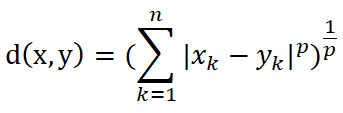 d(x,y) = (∑_{k=1}^{n} |x_k − y_k|^p)^{1/p}